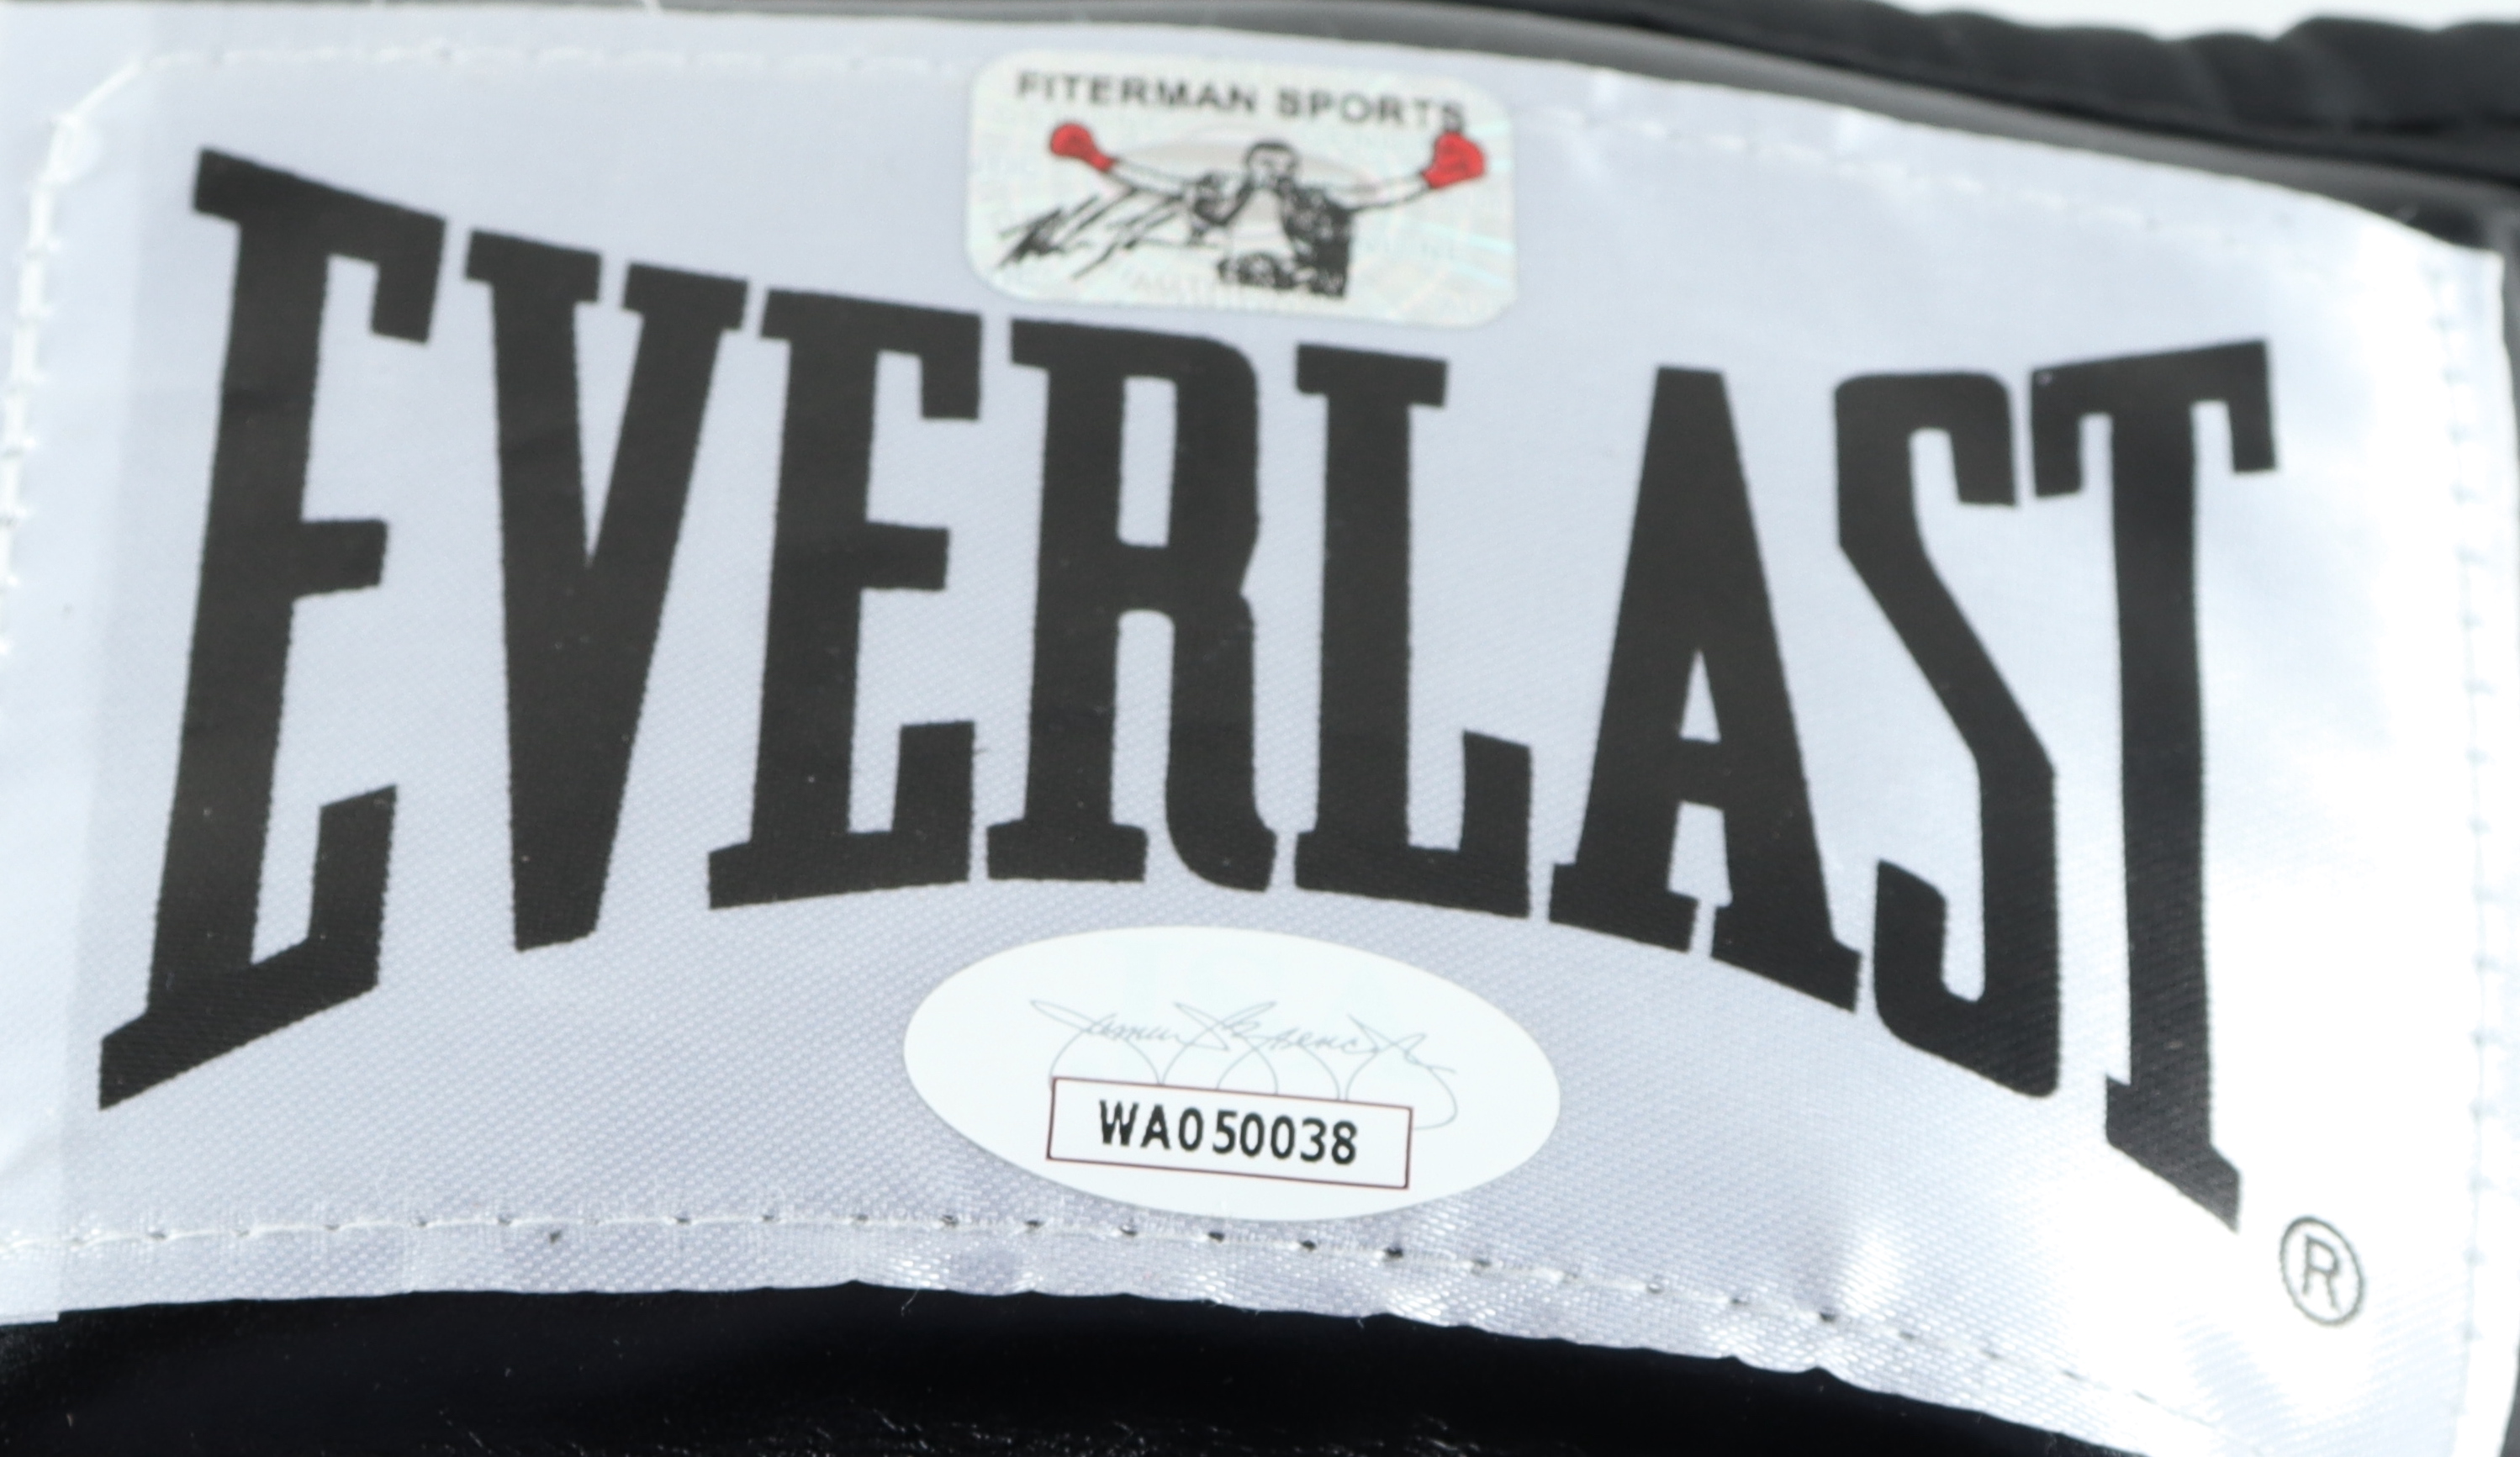 FITERMAN SPORTS
EVERLAST
WA050038
®